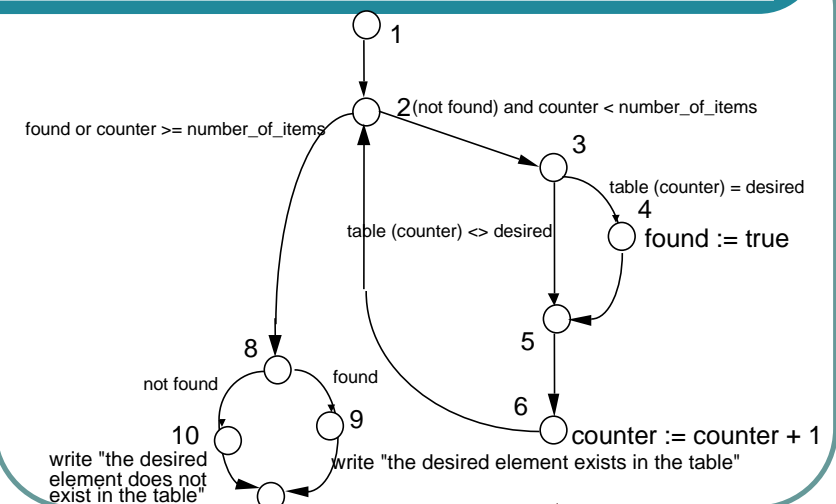 1
2 (not found) and counter < number_of_items
found or counter >= number_of_items
3
table (counter) = desired
4
table (counter) <> desired
found := true
5
8
not found
found
6
9
10
counter := counter + 1
write "the desired
element does not
exist in the table"
write "the desired element exists in the table"